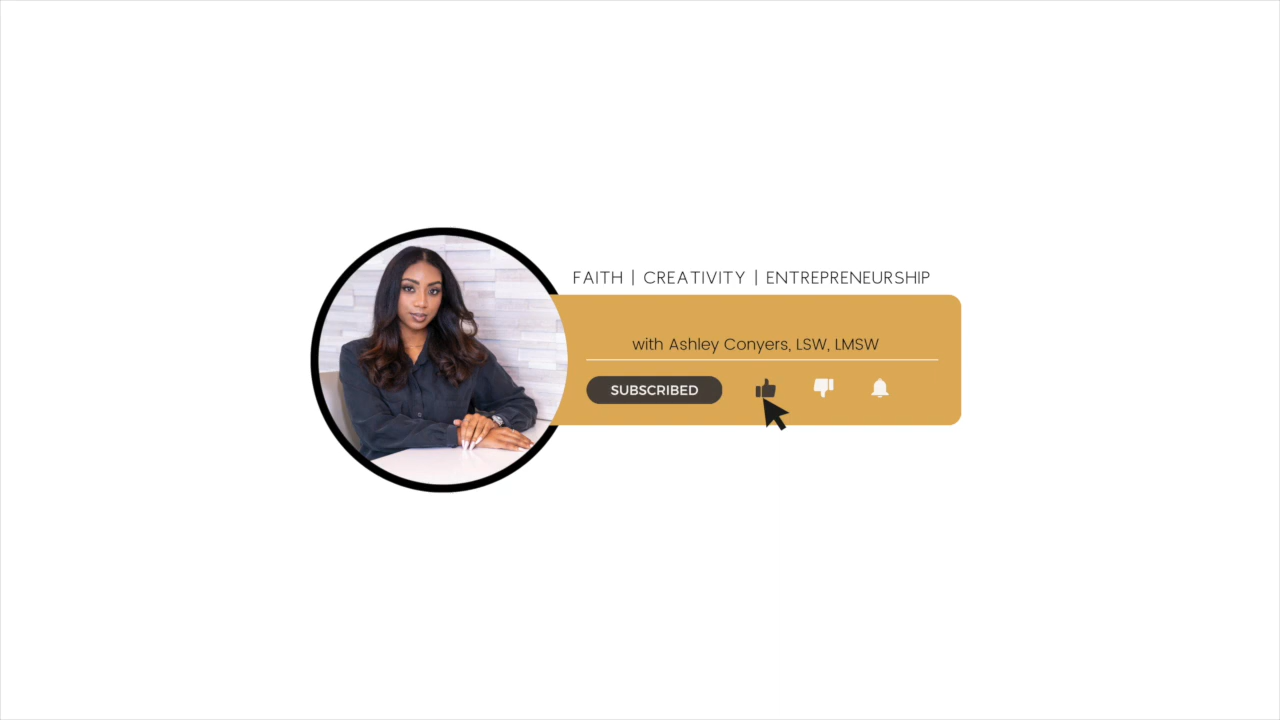 FAITH | CREATIVITY | ENTREPRENEURSHIP
with Ashley Conyers, LSW, LMSW
SUBSCRIBED